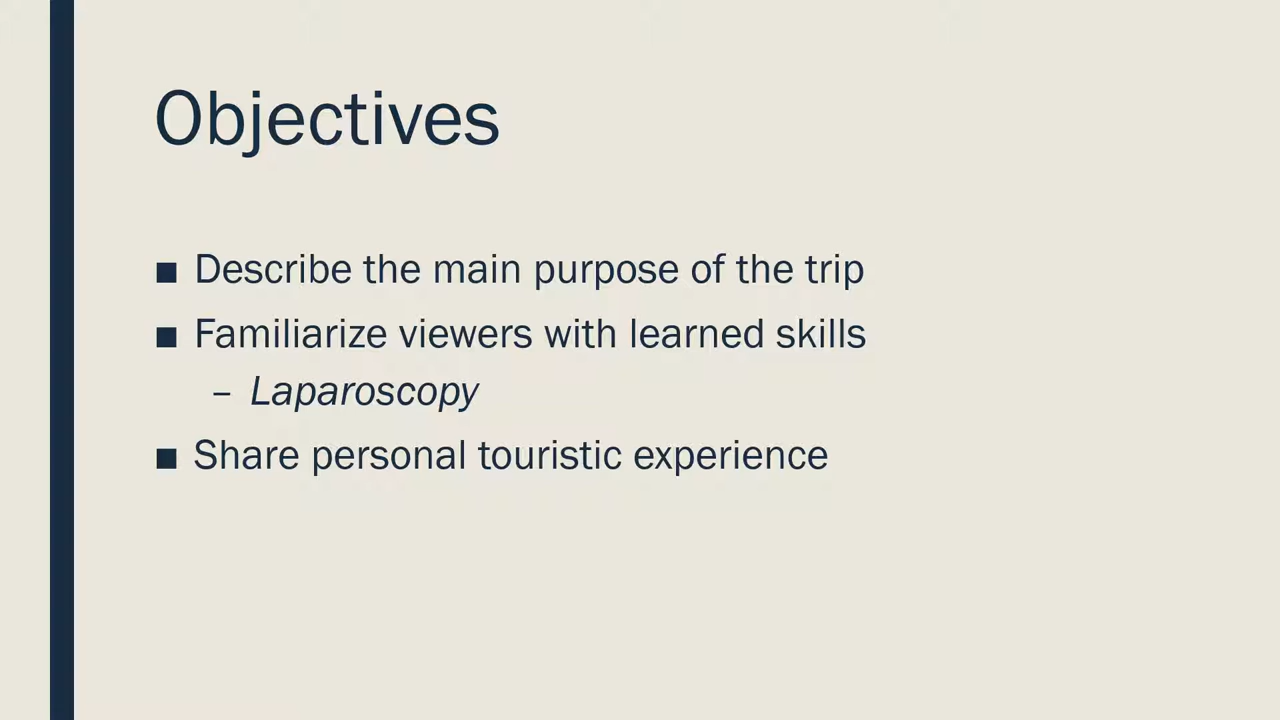 Objectives
■ Describe the main purpose of the trip
■ Familiarize viewers with learned skills
– Laparoscopy
■ Share personal touristic experience